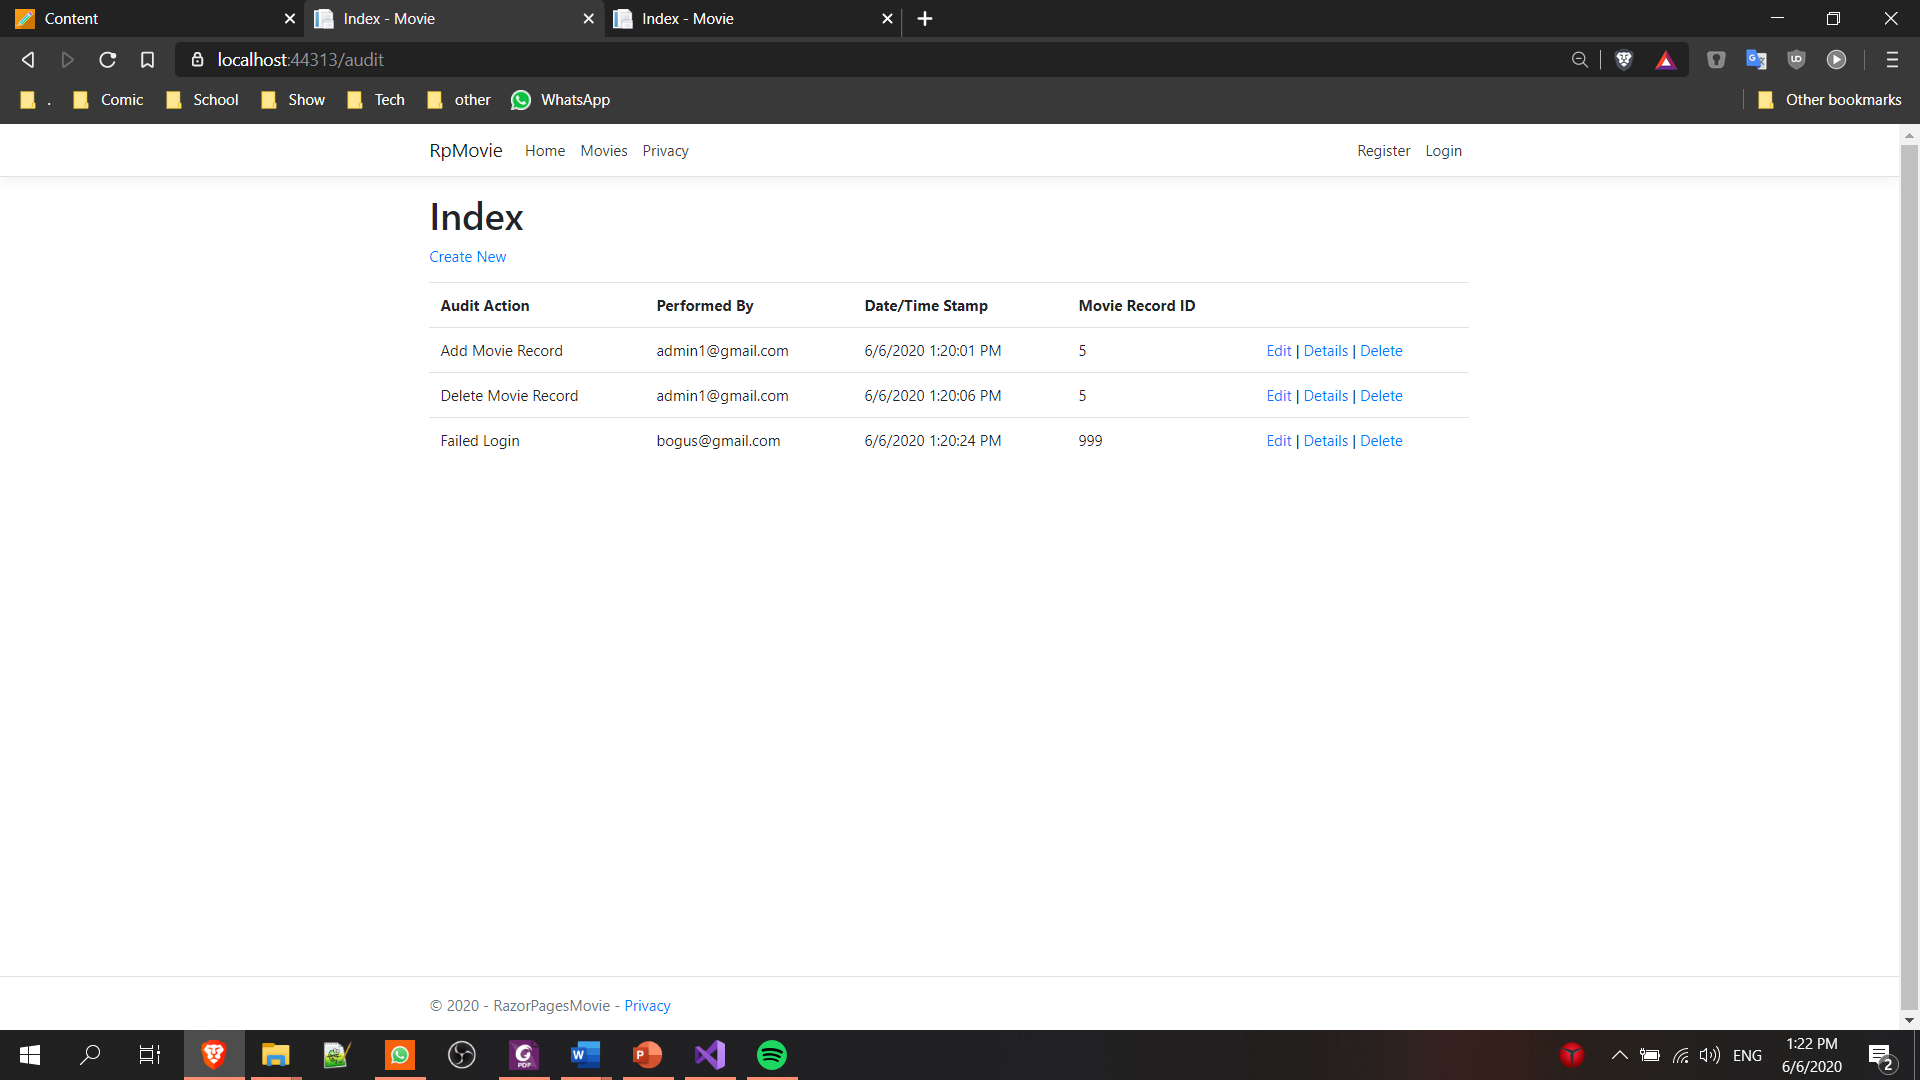 Content
Index - Movie
Index - Movie
localhost:44313/audit
.
Comic
School
Show
Tech
other
WhatsApp
Other bookmarks
RpMovie Home Movies Privacy Register Login
Index
Create New
Audit Action Performed By Date/Time Stamp Movie Record ID
Add Movie Record admin1@gmail.com 6/6/2020 1:20:01 PM 5 Edit | Details | Delete
Delete Movie Record admin1@gmail.com 6/6/2020 1:20:06 PM 5 Edit | Details | Delete
Failed Login bogus@gmail.com 6/6/2020 1:20:24 PM 999 Edit | Details | Delete
© 2020 - RazorPagesMovie - Privacy
ENG
1:22 PM
6/6/2020
2